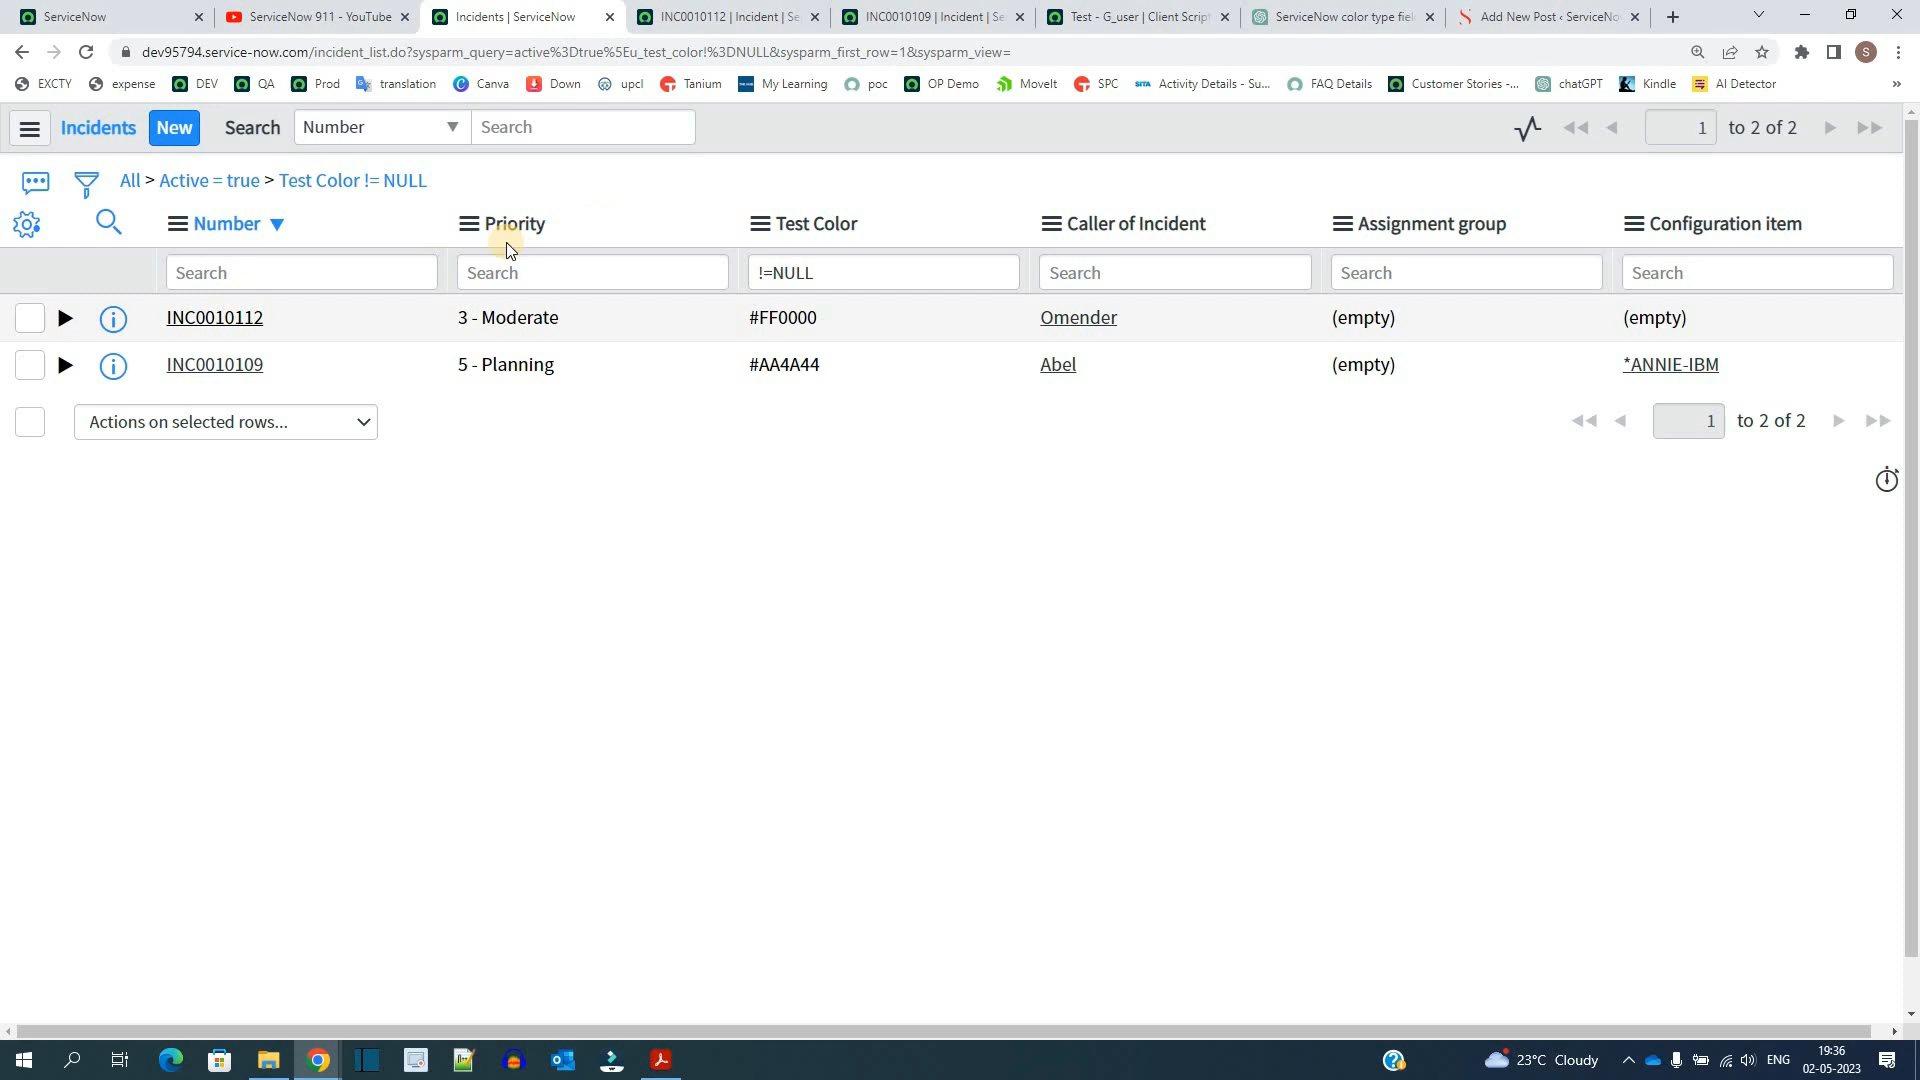 ServiceNow
ServiceNow 911 - YouTube
Incidents | ServiceNow
INC0010112 | Incident | Se
INC0010109 | Incident | Se
Test - G_user | Client Script
ServiceNow color type fiel
Add New Post ‹ ServiceNo
dev95794.service-now.com/incident_list.do?sysparm_query=active%3Dtrue%5Eu_test_color!%3DNULL&sysparm_first_row=1&sysparm_view=
S
EXCTY
expense
DEV
QA
Prod
translation
Canva
Down
upcl
Tanium
My Learning
poc
OP Demo
MoveIt
SPC
SITA
Activity Details - Su...
FAQ Details
Customer Stories -...
chatGPT
Kindle
AI Detector
»
Incidents New Search Number Search 1 to 2 of 2
All > Active = true > Test Color != NULL
Number Priority Test Color Caller of Incident Assignment group Configuration item
Search Search !=NULL Search Search Search
INC0010112 3 - Moderate #FF0000 Omender (empty) (empty)
INC0010109 5 - Planning #AA4A44 Abel (empty) *ANNIE-IBM
Actions on selected rows... 1 to 2 of 2
23°C Cloudy
ENG
19:36
02-05-2023